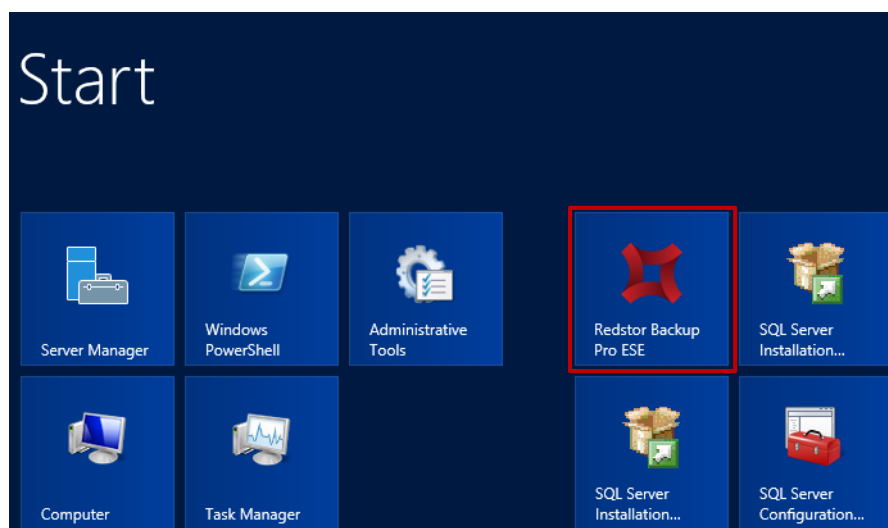 Start
Server Manager
Windows
PowerShell
Administrative
Tools
Redstor Backup
Pro ESE
SQL Server
Installation...
Computer
Task Manager
SQL Server
Installation...
SQL Server
Configuration...